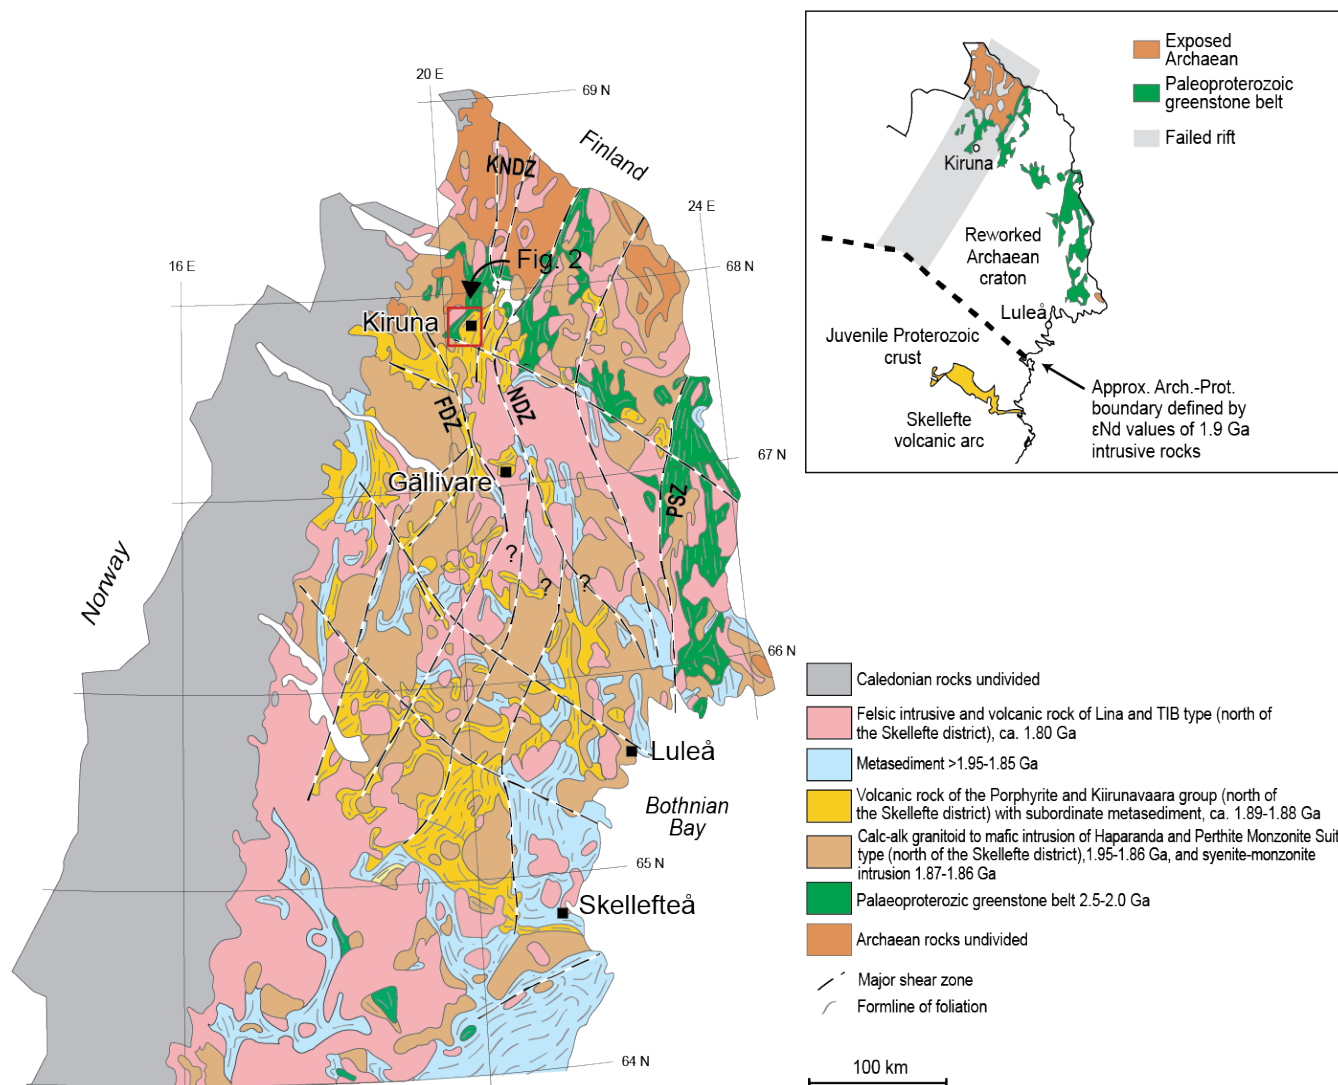 20 E
69 N
Finland
KNDZ
24 E
16 E
Fig. 2
68 N
Kiruna
FDZ
NDZ
67 N
Gällivare
PSZ
Norway
?
?
?
66 N
Luleå
Bothnian
Bay
65 N
Skellefteå
64 N
Exposed
Archaean
Paleoproterozoic
greenstone belt
Failed rift
Kiruna
Reworked
Archaean
craton
Luleå
Juvenile Proterozoic
crust
Skellefte
volcanic arc
Approx. Arch.-Prot.
boundary defined by
εNd values of 1.9 Ga
intrusive rocks
Caledonian rocks undivided
Felsic intrusive and volcanic rock of Lina and TIB type (north of
the Skellefte district), ca. 1.80 Ga
Metasediment >1.95-1.85 Ga
Volcanic rock of the Porphyrite and Kiirunavaara group (north of
the Skellefte district) with subordinate metasediment, ca. 1.89-1.88 Ga
Calc-alk granitoid to mafic intrusion of Haparanda and Perthite Monzonite Suit
type (north of the Skellefte district),1.95-1.86 Ga, and syenite-monzonite
intrusion 1.87-1.86 Ga
Palaeoproterozoic greenstone belt 2.5-2.0 Ga
Archaean rocks undivided
Major shear zone
Formline of foliation
100 km